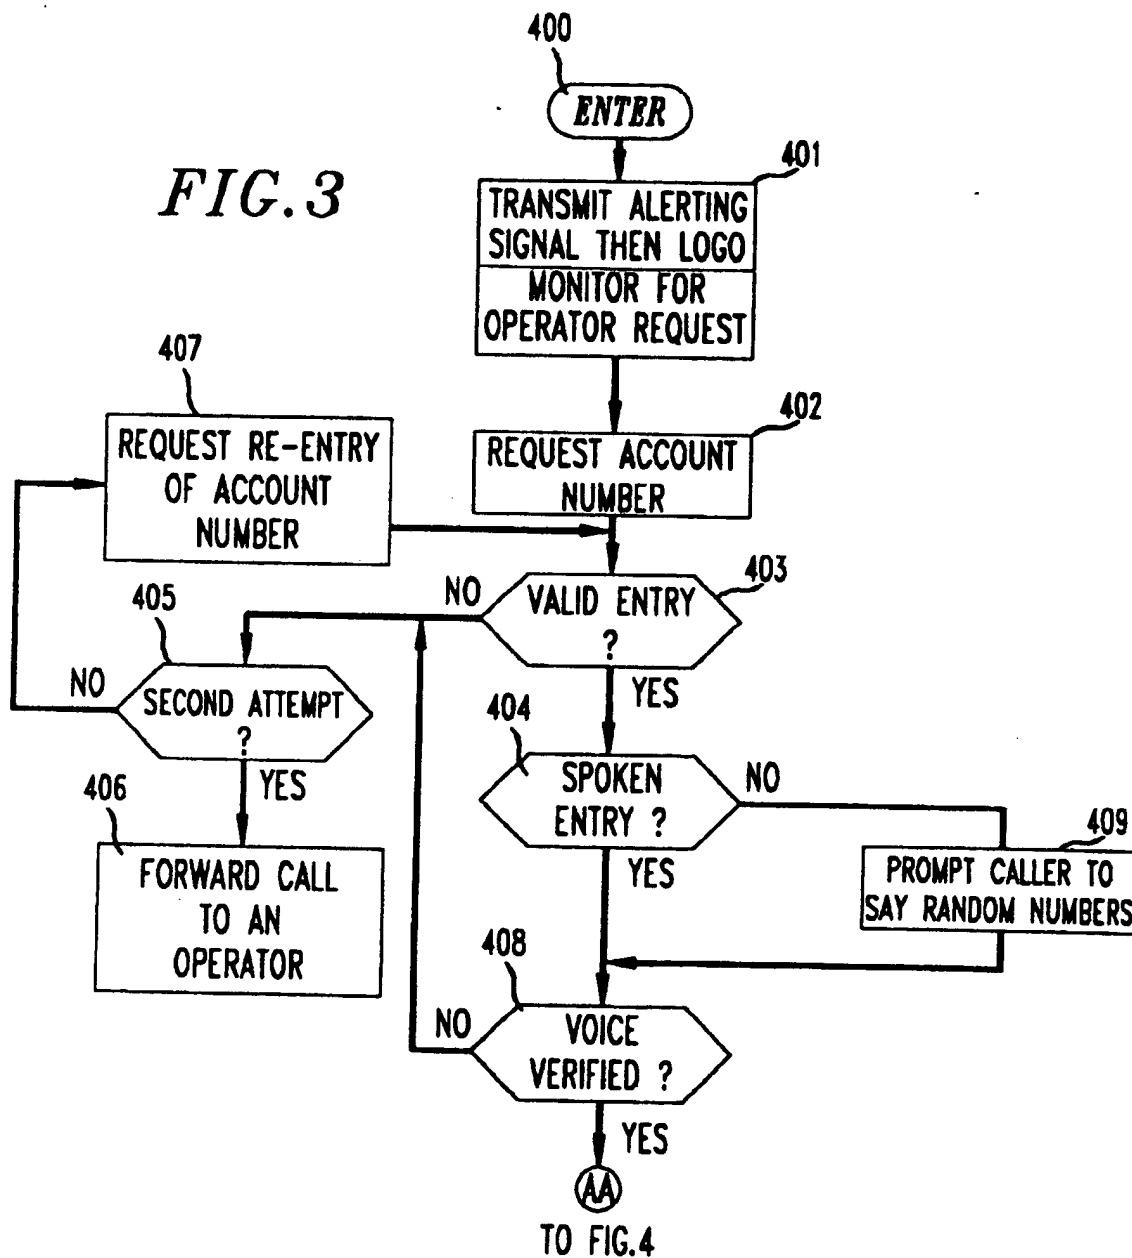 400
ENTER
FIG.3
401
TRANSMIT ALERTING
SIGNAL THEN LOGO
MONITOR FOR
OPERATOR REQUEST
407
REQUEST RE-ENTRY
OF ACCOUNT
NUMBER
402
REQUEST ACCOUNT
NUMBER
403
VALID ENTRY
?
NO
YES
405
SECOND ATTEMPT
?
NO
YES
404
SPOKEN
ENTRY ?
NO
YES
406
FORWARD CALL
TO AN
OPERATOR
409
PROMPT CALLER TO
SAY RANDOM NUMBERS
408
VOICE
VERIFIED ?
NO
YES
AA
TO FIG.4